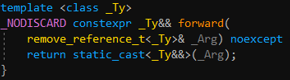 template <class _Ty>
_NODISCARD constexpr _Ty&& forward(
    remove_reference_t<_Ty>& _Arg) noexcept
    return static_cast<_Ty&&>(_Arg);
}